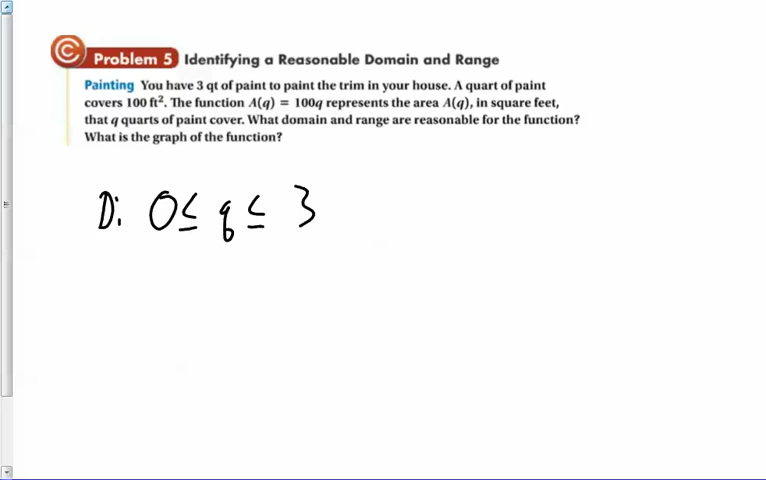 C Problem 5 Identifying a Reasonable Domain and Range
Painting You have 3 qt of paint to paint the trim in your house. A quart of paint
covers 100 ft². The function A(q) = 100q represents the area A(q), in square feet,
that q quarts of paint cover. What domain and range are reasonable for the function?
What is the graph of the function?
D: 0 ≤ q ≤ 3